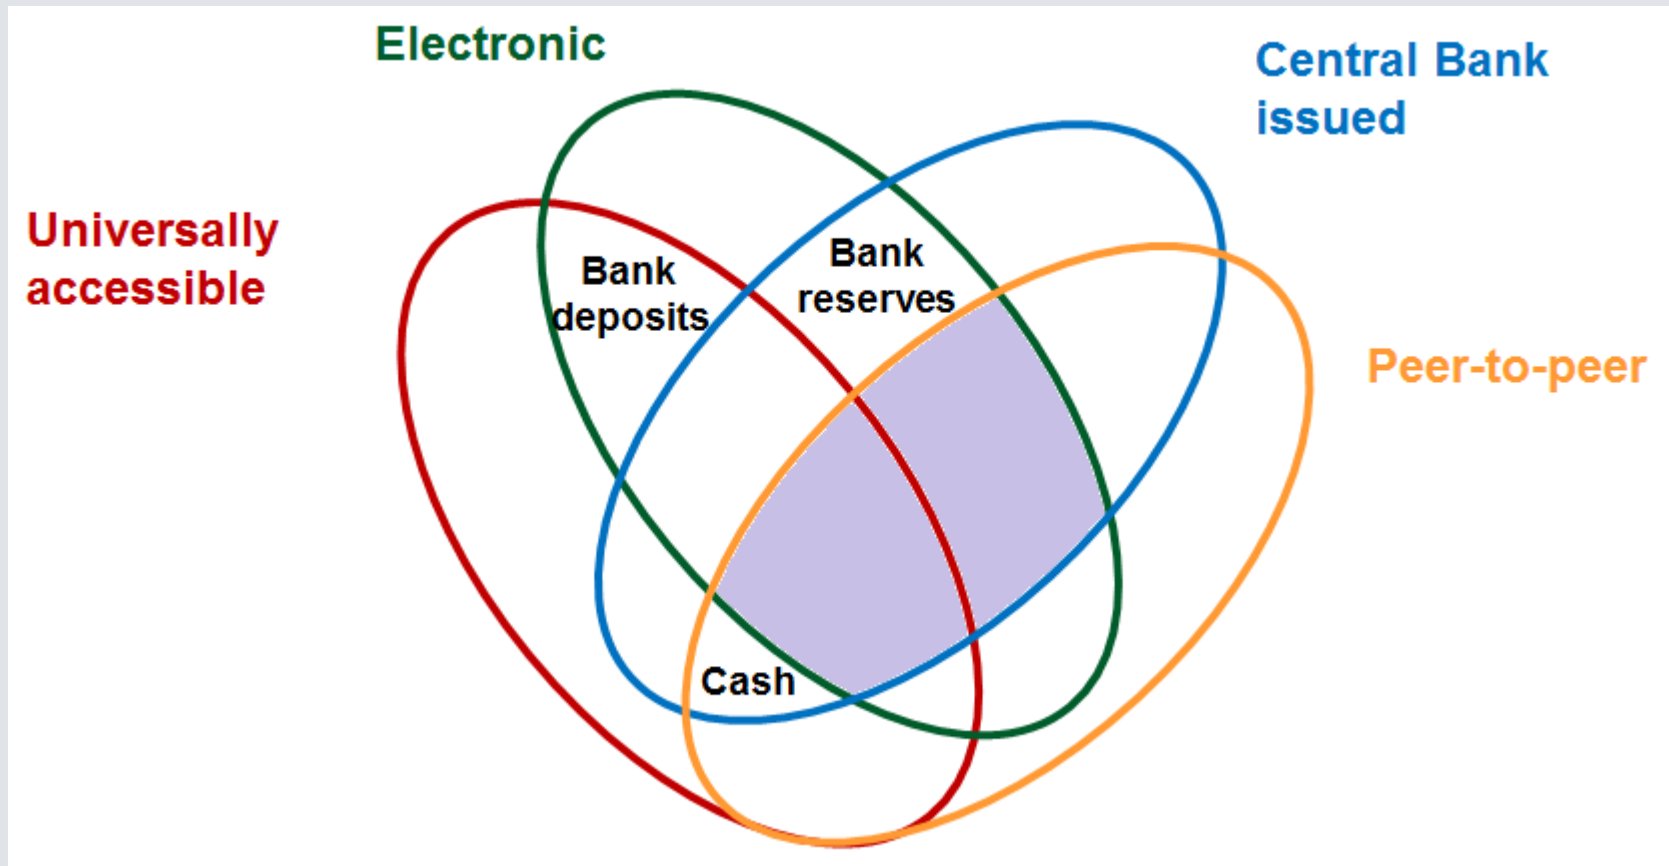 Electronic
Central Bank
issued
Universally
accessible
Bank
deposits
Bank
reserves
Peer-to-peer
Cash